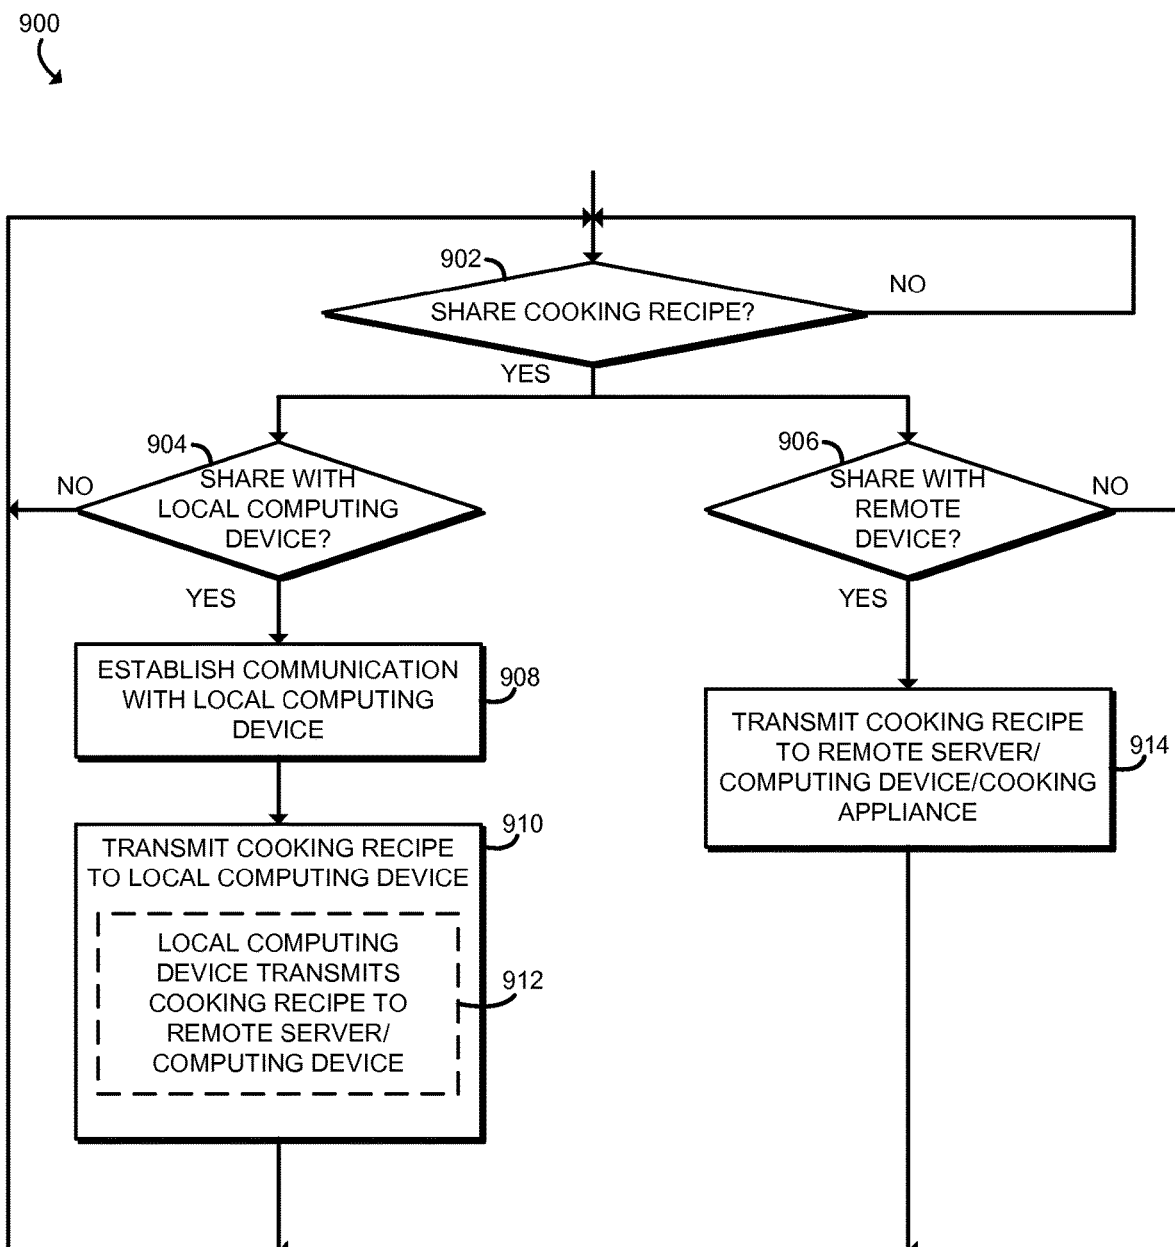 900
902
SHARE COOKING RECIPE?
NO
YES
904
SHARE WITH
LOCAL COMPUTING
DEVICE?
NO
YES
906
SHARE WITH
REMOTE
DEVICE?
NO
YES
ESTABLISH COMMUNICATION
WITH LOCAL COMPUTING
DEVICE
908
TRANSMIT COOKING RECIPE
TO REMOTE SERVER/
COMPUTING DEVICE/COOKING
APPLIANCE
914
TRANSMIT COOKING RECIPE
TO LOCAL COMPUTING DEVICE
910
LOCAL COMPUTING
DEVICE TRANSMITS
COOKING RECIPE TO
REMOTE SERVER/
COMPUTING DEVICE
912